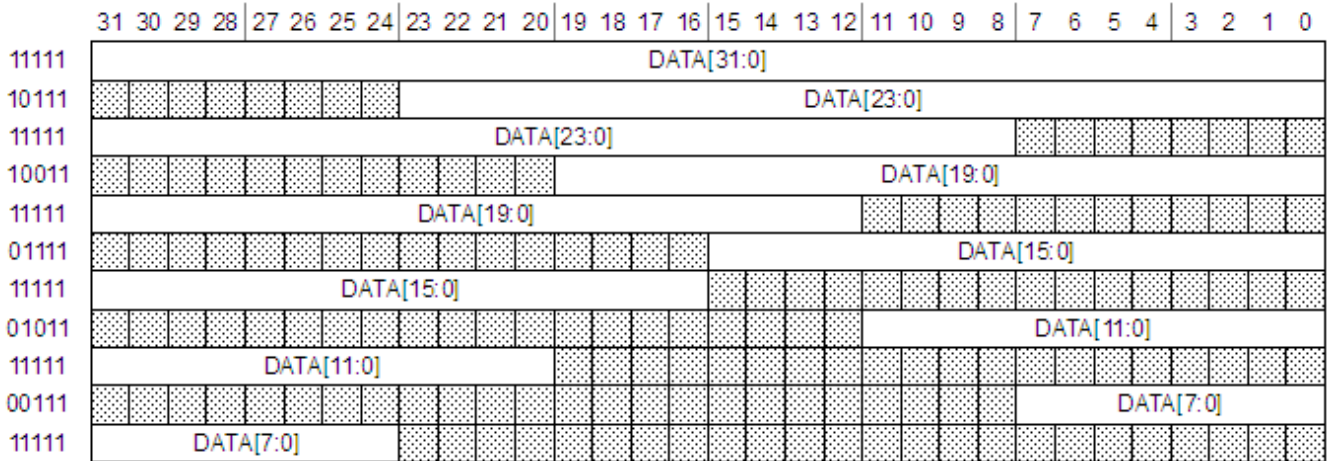 31 30 29 28 27 26 25 24 23 22 21 20 19 18 17 16 15 14 13 12 11 10 9 8 7 6 5 4 3 2 1 0
11111 DATA[31:0]
10111 DATA[23:0]
11111 DATA[23:0]
10011 DATA[19:0]
11111 DATA[19:0]
01111 DATA[15:0]
11111 DATA[15:0]
01011 DATA[11:0]
11111 DATA[11:0]
00111 DATA[7:0]
11111 DATA[7:0]